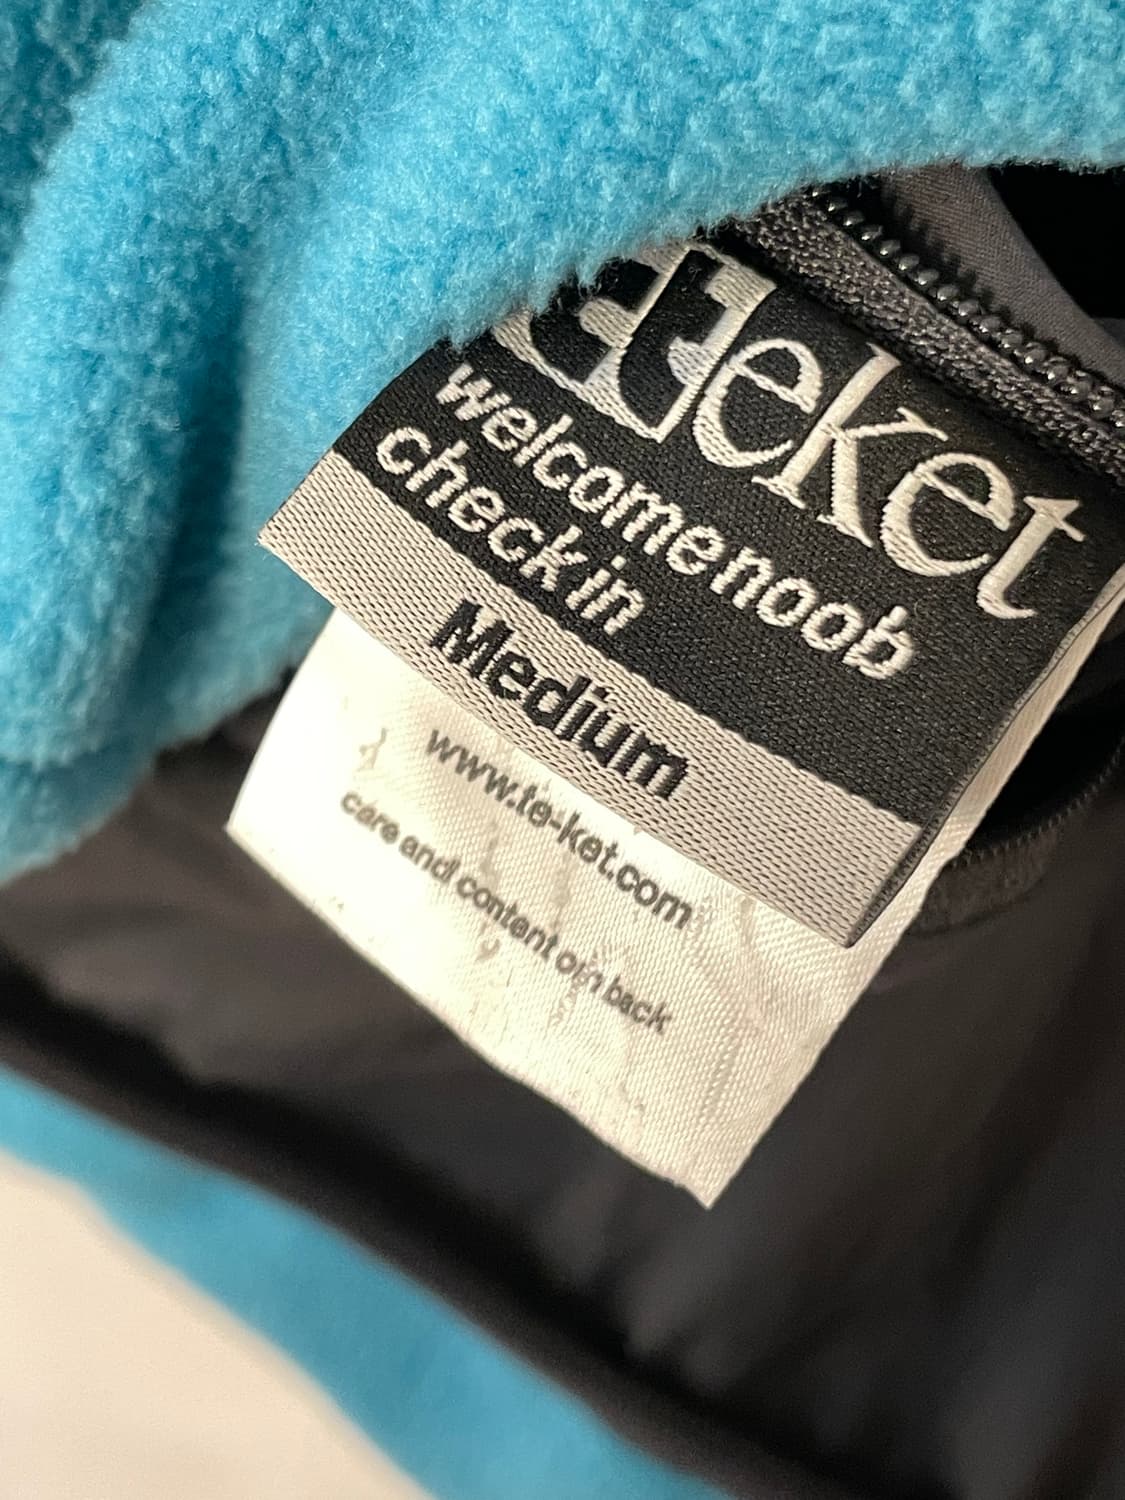 teket
welcome noob
check in
Medium
www.te-ket.com
care and content on back